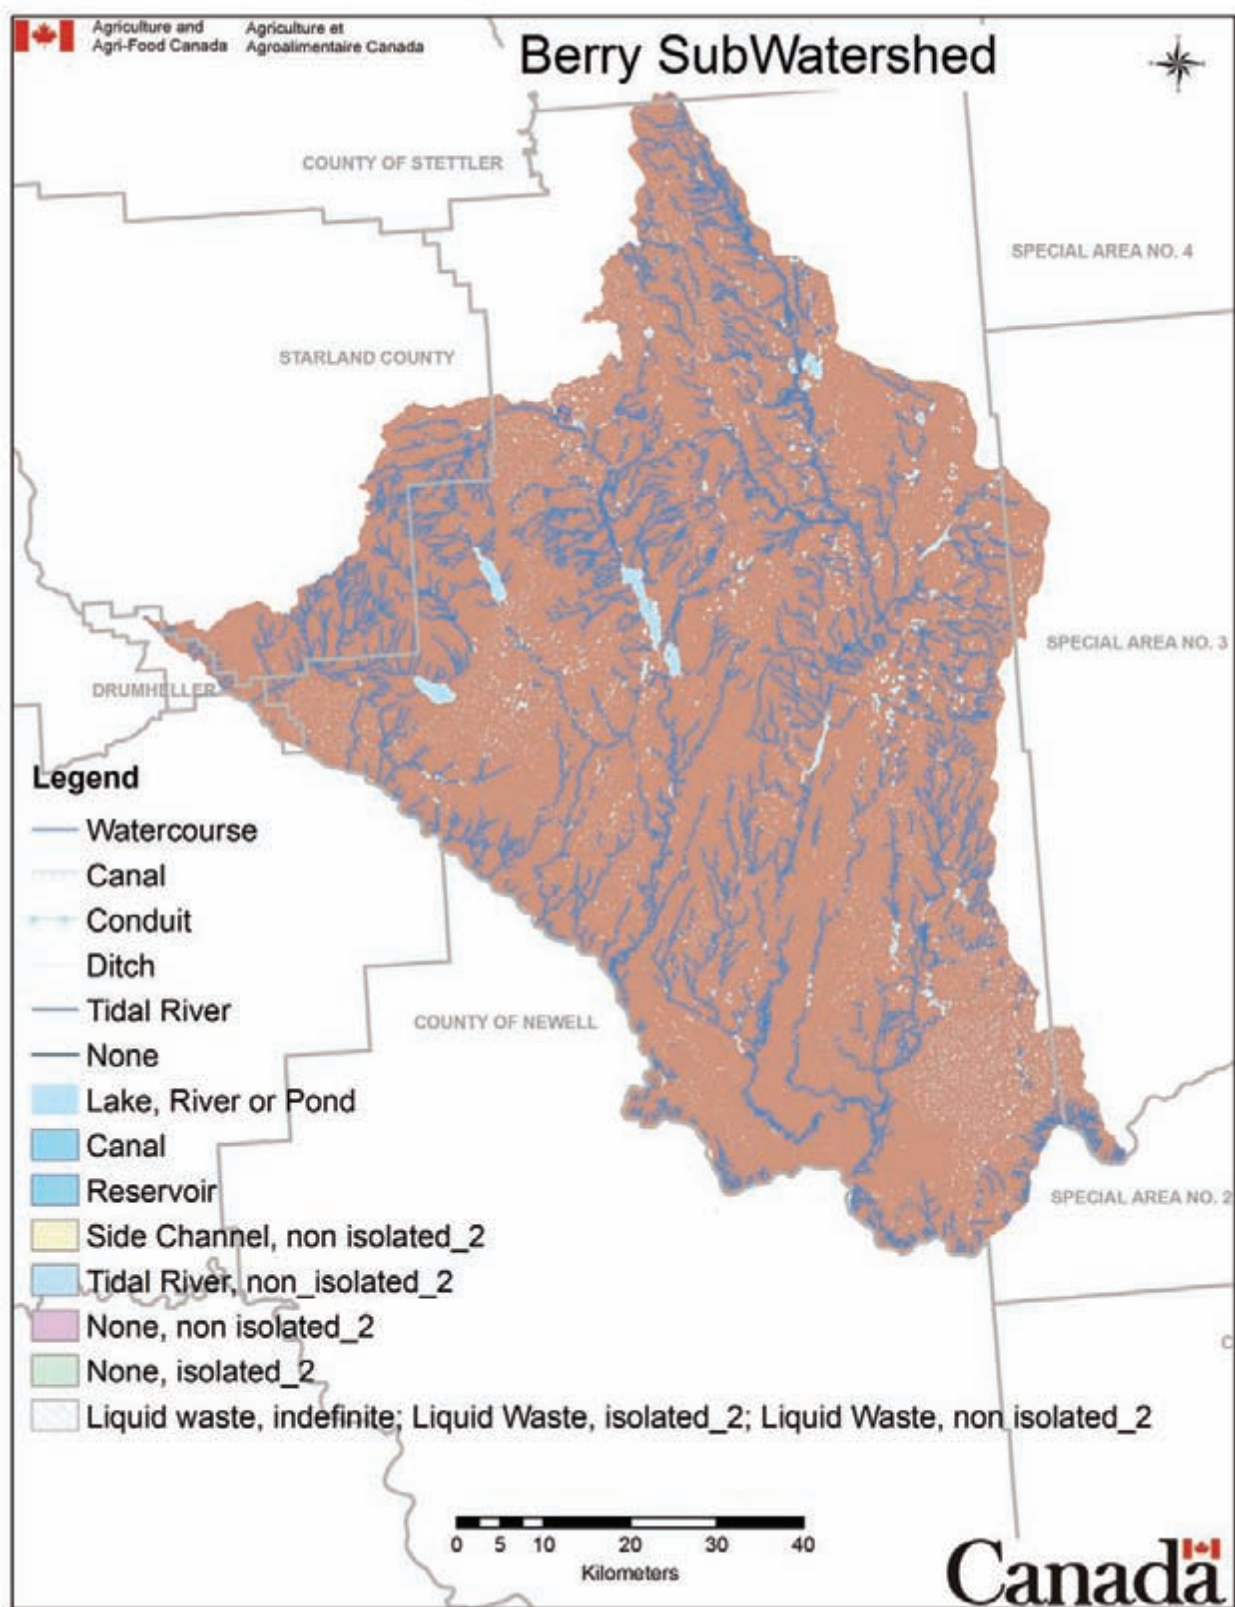 Agriculture and Agriculture et
Agri-Food Canada Agroalimentaire Canada
Berry SubWatershed
COUNTY OF STETTLER
SPECIAL AREA NO. 4
STARLAND COUNTY
SPECIAL AREA NO. 3
DRUMHELLER
Legend
Watercourse
Canal
Conduit
Ditch
Tidal River
None
Lake, River or Pond
Canal
Reservoir
Side Channel, non isolated_2
Tidal River, non_isolated_2
None, non isolated_2
None, isolated_2
Liquid waste, indefinite; Liquid Waste, isolated_2; Liquid Waste, non isolated_2
COUNTY OF NEWELL
SPECIAL AREA NO. 2
C
0 5 10 20 30 40
Kilometers
Canada